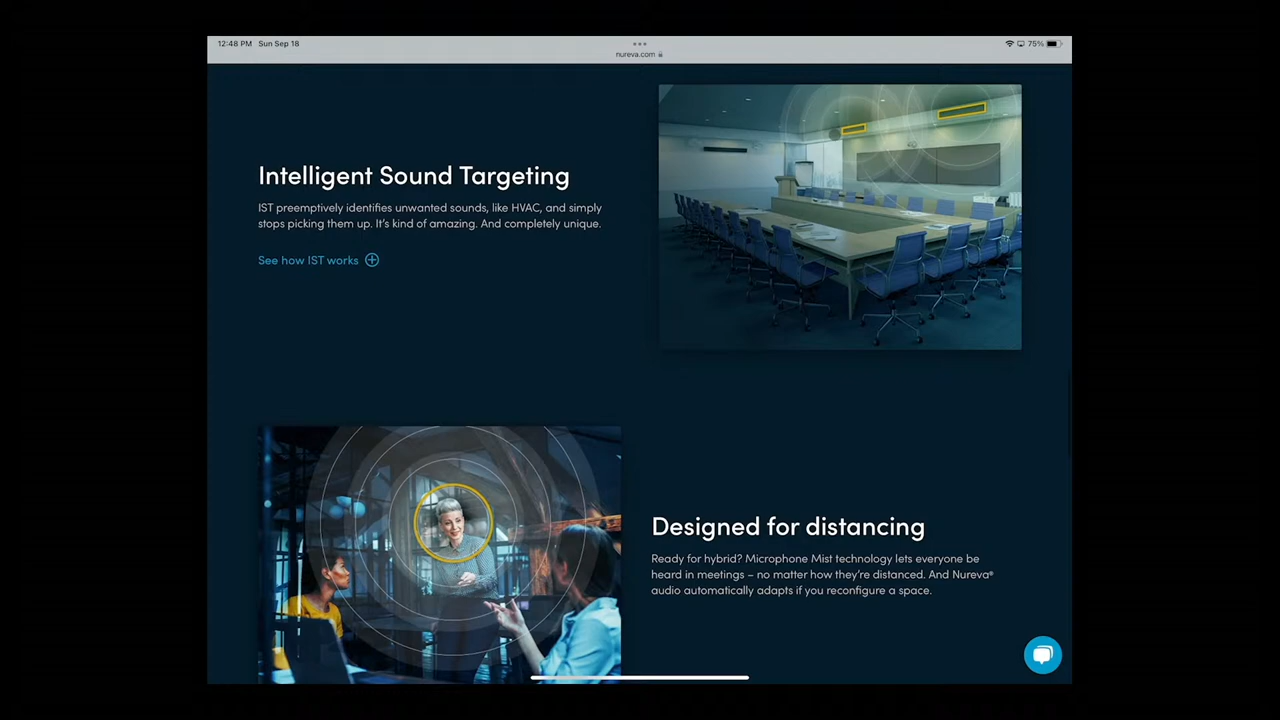 12:48 PM Sun Sep 18
75%
nureva.com
Intelligent Sound Targeting
IST preemptively identifies unwanted sounds, like HVAC, and simply
stops picking them up. It's kind of amazing. And completely unique.
See how IST works
Designed for distancing
Ready for hybrid? Microphone Mist technology lets everyone be
heard in meetings – no matter how they're distanced. And Nureva®
audio automatically adapts if you reconfigure a space.